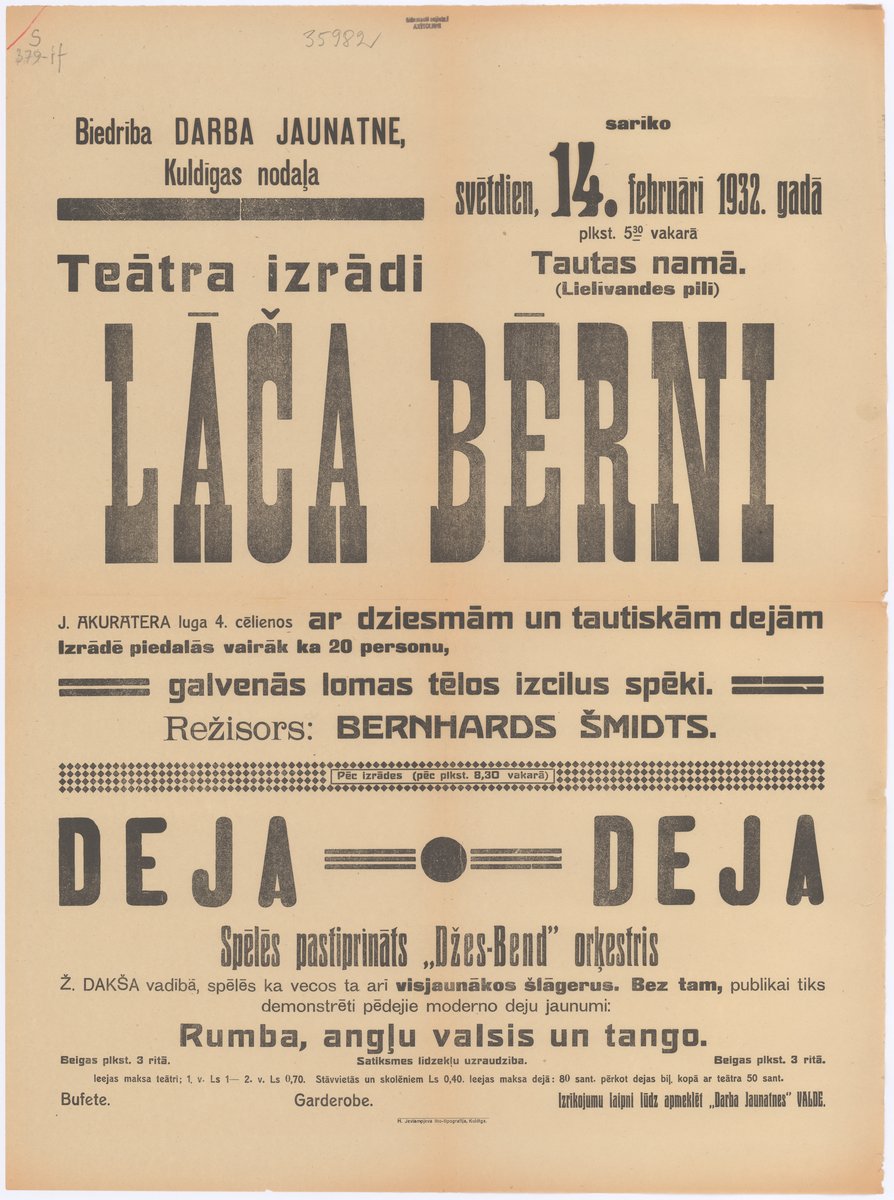 S
379-ff
35982
Biedrība DARBA JAUNATNE,
Kuldīgas nodaļa
sariko
svētdien, 14. februāri 1932. gadā
plkst. 5³⁰ vakarā
Teātra izrādi
Tautas namā.
(Lielivandes pilī)
LĀČA BĒRNI
J. AKURATERA luga 4. cēlienos ar dziesmām un tautiskām dejām
Izrādē piedalās vairāk ka 20 personu,
galvenās lomas tēlos izcilus spēki.
Režisors: BERNHARDS ŠMIDTS.
Pēc izrādes (pēc plkst. 8,30 vakarā)
DEJA DEJA
Spēlēs pastiprināts „Džes-Bend” orķestris
Ž. DAKŠA vadībā, spēlēs ka vecos ta arī visjaunākos šlāgerus. Bez tam, publikai tiks
demonstrēti pēdejie moderno deju jaunumi:
Rumba, angļu valsis un tango.
Beigas plkst. 3 ritā. Satiksmes lidzekļu uzraudzība. Beigas plkst. 3 ritā.
Ieejas maksa teātri; 1. v. Ls 1— 2. v. Ls 0,70. Stāvvietās un skolēniem Ls 0,40. Ieejas maksa dejā: 80 sant. pērkot dejas biļ. kopā ar teātra 50 sant.
Bufete. Garderobe. Izrīkojumu laipni lūdz apmeklēt „Darba Jaunatnes” VALDE.